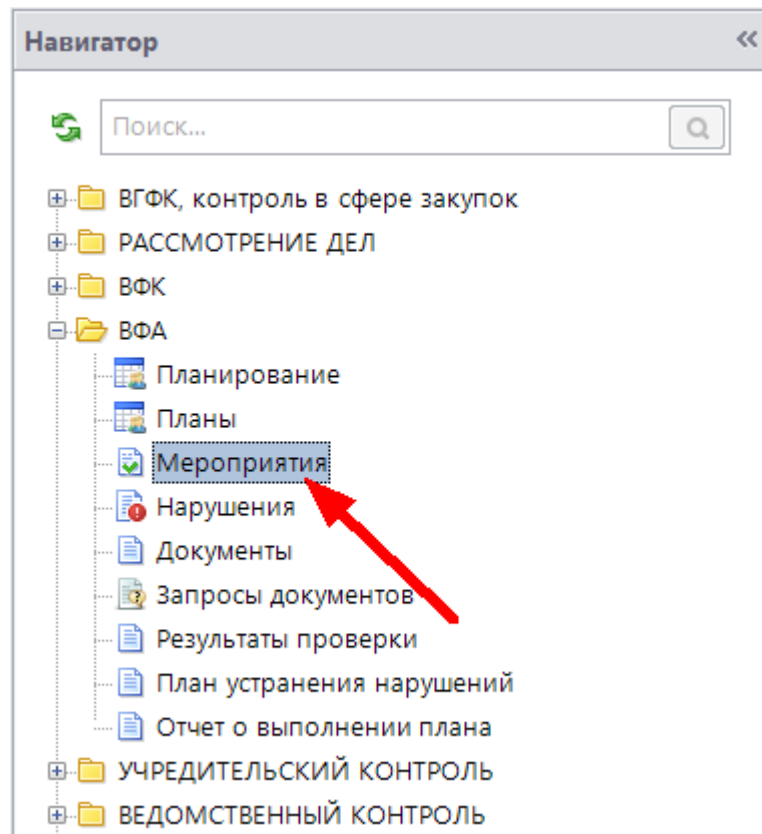 Навигатор
Поиск...
ВГФК, контроль в сфере закупок
РАССМОТРЕНИЕ ДЕЛ
ВФК
ВФА
Планирование
Планы
Мероприятия
Нарушения
Документы
Запросы документов
Результаты проверки
План устранения нарушений
Отчет о выполнении плана
УЧРЕДИТЕЛЬСКИЙ КОНТРОЛЬ
ВЕДОМСТВЕННЫЙ КОНТРОЛЬ